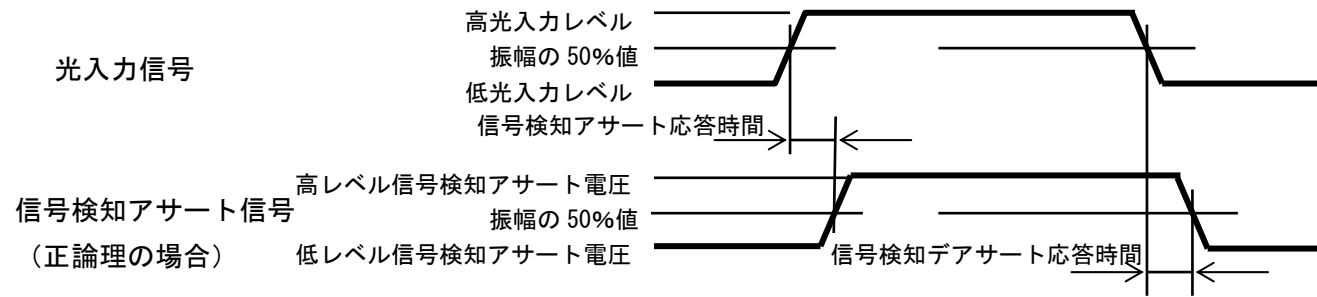 高光入力レベル
振幅の 50%値
光入力信号
低光入力レベル
信号検知アサート応答時間
高レベル信号検知アサート電圧
信号検知アサート信号
振幅の 50%値
(正論理の場合)
低レベル信号検知アサート電圧
信号検知デアサート応答時間